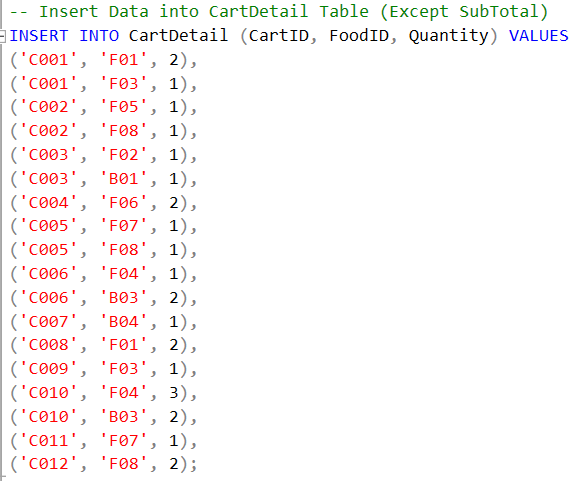 -- Insert Data into CartDetail Table (Except SubTotal)
INSERT INTO CartDetail (CartID, FoodID, Quantity) VALUES
('C001', 'F01', 2),
('C001', 'F03', 1),
('C002', 'F05', 1),
('C002', 'F08', 1),
('C003', 'F02', 1),
('C003', 'B01', 1),
('C004', 'F06', 2),
('C005', 'F07', 1),
('C005', 'F08', 1),
('C006', 'F04', 1),
('C006', 'B03', 2),
('C007', 'B04', 1),
('C008', 'F01', 2),
('C009', 'F03', 1),
('C010', 'F04', 3),
('C010', 'B03', 2),
('C011', 'F07', 1),
('C012', 'F08', 2);